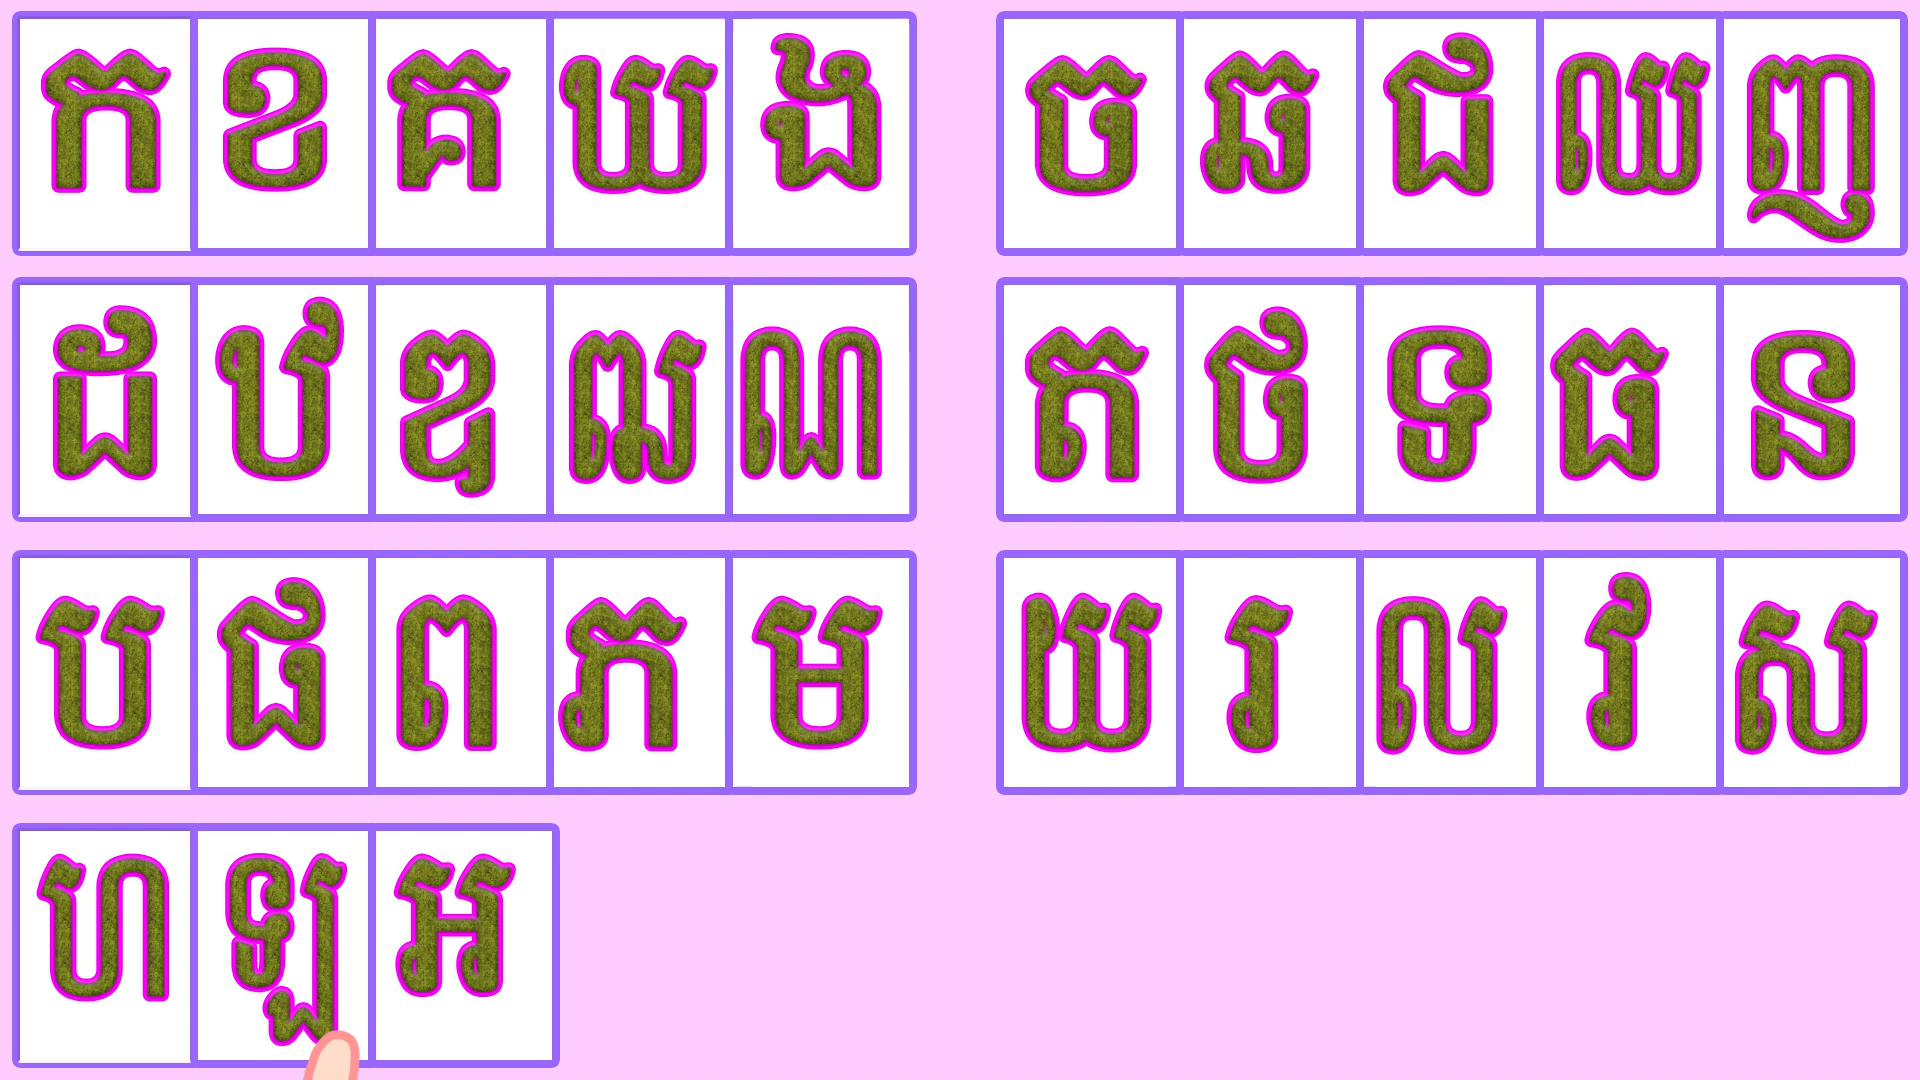 ក ខ គ ឃ ង
ច ឆ ជ ឈ ញ
ដ ឋ ឌ ឍ ណ
ត ថ ទ ធ ន
ប ផ ព ភ ម
យ រ ល វ ស
ហ ឡ អ